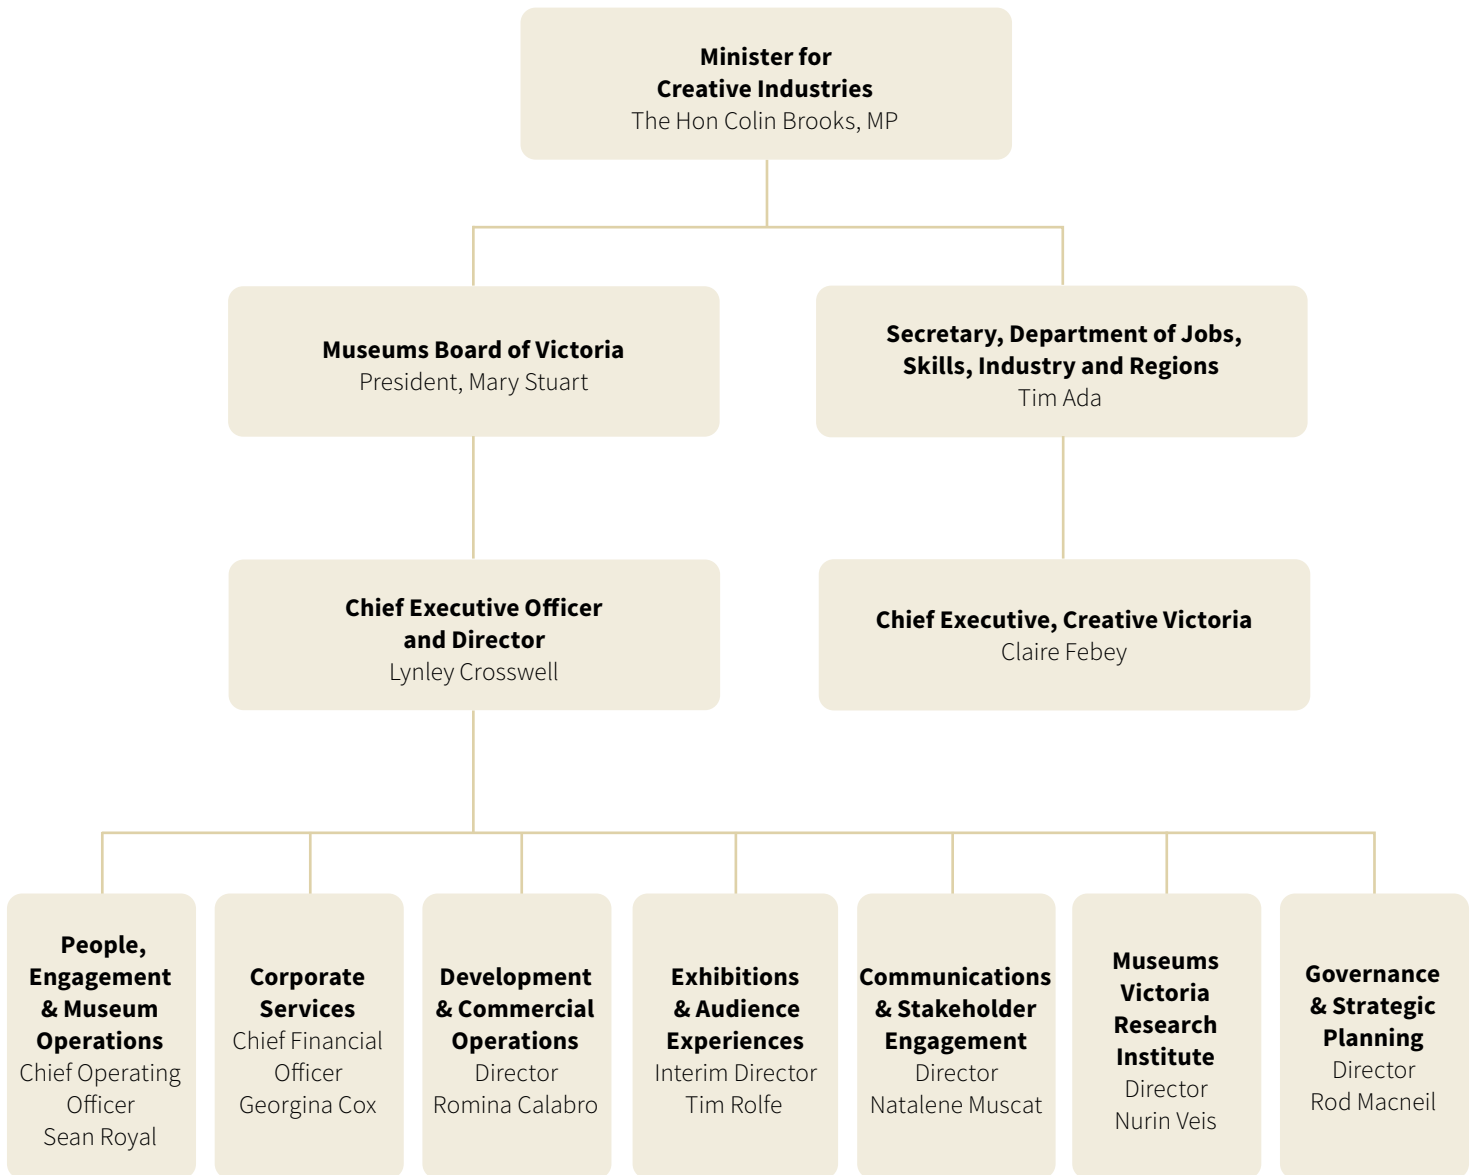 Minister for
Creative Industries
The Hon Colin Brooks, MP
Museums Board of Victoria
President, Mary Stuart
Secretary, Department of Jobs,
Skills, Industry and Regions
Tim Ada
Chief Executive Officer
and Director
Lynley Crosswell
Chief Executive, Creative Victoria
Claire Febey
People,
Engagement
& Museum
Operations
Chief Operating
Officer
Sean Royal
Corporate
Services
Chief Financial
Officer
Georgina Cox
Development
& Commercial
Operations
Director
Romina Calabro
Exhibitions
& Audience
Experiences
Interim Director
Tim Rolfe
Communications
& Stakeholder
Engagement
Director
Natalene Muscat
Museums
Victoria
Research
Institute
Director
Nurin Veis
Governance
& Strategic
Planning
Director
Rod Macneil